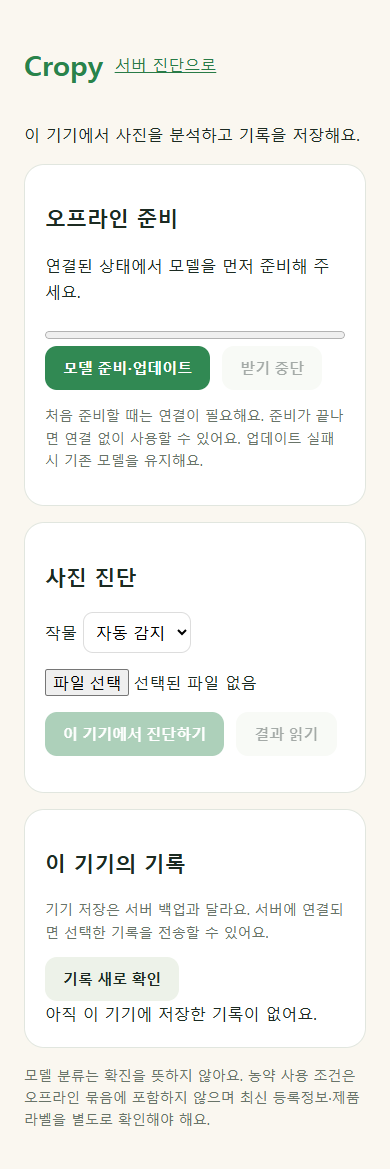 Cropy 서버 진단으로
이 기기에서 사진을 분석하고 기록을 저장해요.
오프라인 준비
연결된 상태에서 모델을 먼저 준비해 주
세요.
모델 준비·업데이트 받기 중단
처음 준비할 때는 연결이 필요해요. 준비가 끝나
면 연결 없이 사용할 수 있어요. 업데이트 실패
시 기존 모델을 유지해요.
사진 진단
작물 자동 감지
파일 선택 선택된 파일 없음
이 기기에서 진단하기 결과 읽기
이 기기의 기록
기기 저장은 서버 백업과 달라요. 서버에 연결되
면 선택한 기록을 전송할 수 있어요.
기록 새로 확인
아직 이 기기에 저장한 기록이 없어요.
모델 분류는 확진을 뜻하지 않아요. 농약 사용 조건은
오프라인 묶음에 포함하지 않으며 최신 등록정보·제품
라벨을 별도로 확인해야 해요.